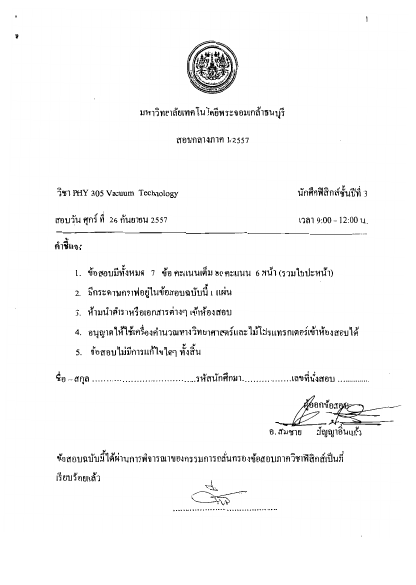 1
มหาวิทยาลัยเทคโนโลยีพระจอมเกล้าธนบุรี
สอบกลางภาค 1/2557
วิชา PHY 305 Vacuum Technology นักศึกษาฟิสิกส์ชั้นปีที่ 3
สอบวัน ศุกร์ ที่ 26 กันยายน 2557 เวลา 9:00 – 12:00 น.
คำชี้แจง
1. ข้อสอบมีทั้งหมด 7 ข้อ คะแนนเต็ม คะแนน 6 หน้า (รวมใบปะหน้า)
2. มีกระดาษกราฟอยู่ในข้อสอบฉบับนี้ 1 แผ่น
3. ห้ามนำตำราหรือเอกสารต่างๆ เข้าห้องสอบ
4. อนุญาตให้ใช้เครื่องคำนวณทางวิทยาศาสตร์และไม้โปรแทรกเตอร์เข้าห้องสอบได้
5. ข้อสอบไม่มีการแก้ไขใดๆ ทั้งสิ้น
ชื่อ – สกุล ....................................รหัสนักศึกษา.................เลขที่นั่งสอบ ............
ผู้ออกข้อสอบ
อ. สมชาย ปัญญาอิ่นแก้ว
ข้อสอบฉบับนี้ได้ผ่านการพิจารณาของกรรมการกลั่นกรองข้อสอบภาควิชาฟิสิกส์เป็นที่
เรียบร้อยแล้ว